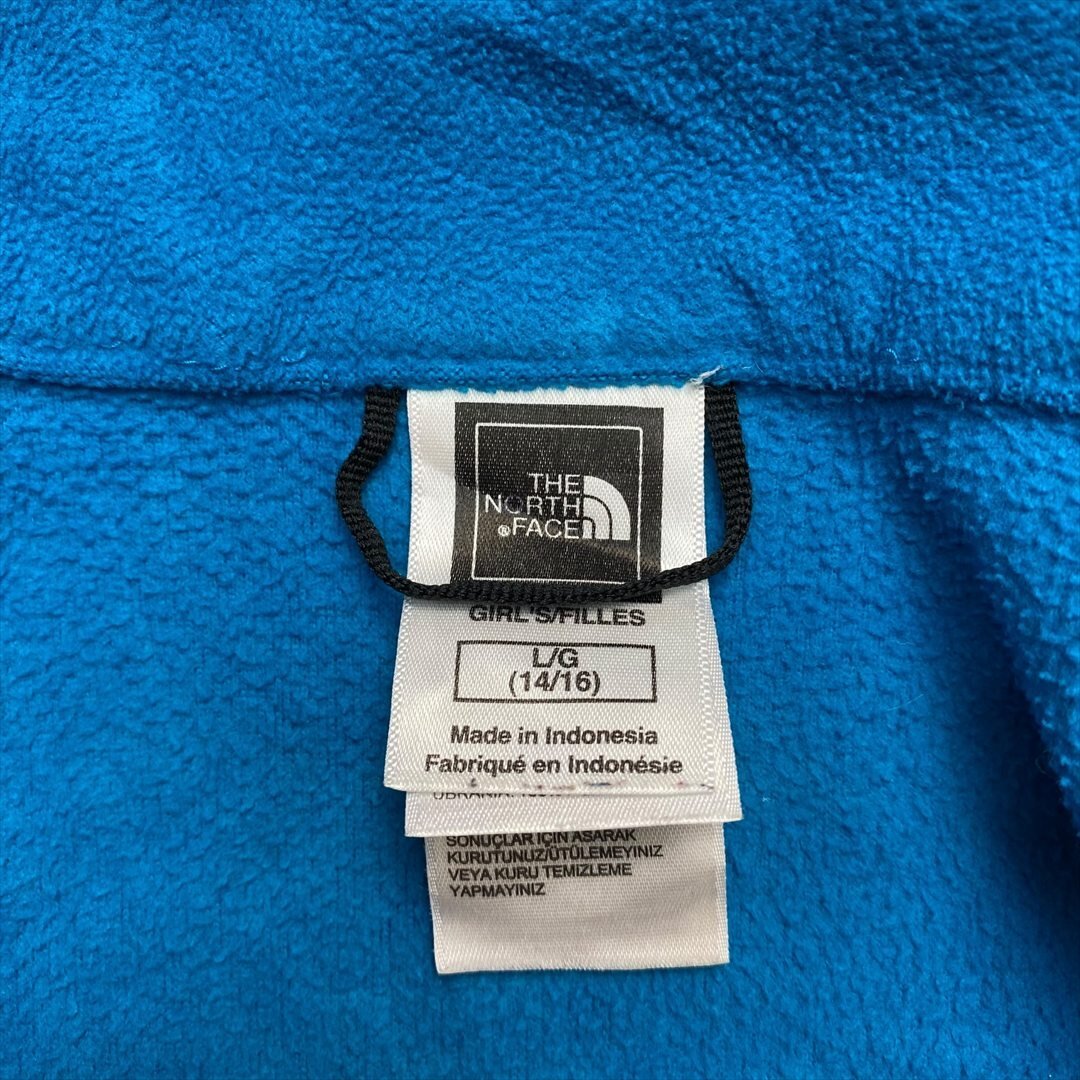 THE
NORTH
®FACE
GIRL'S/FILLES
L/G
(14/16)
Made in Indonesia
Fabriqué en Indonésie
SONUÇLAR IÇIN ASARAK
KURUTUNUZ/ÜTÜLEMEYINIZ
VEYA KURU TEMIZLEME
YAPMAYINIZ